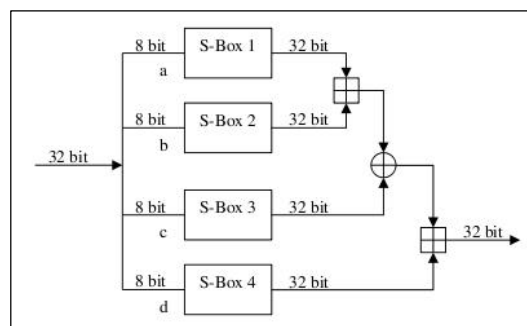 8 bit S-Box 1 32 bit
a
8 bit S-Box 2 32 bit
b
32 bit
8 bit S-Box 3 32 bit
c
32 bit
8 bit S-Box 4 32 bit
d